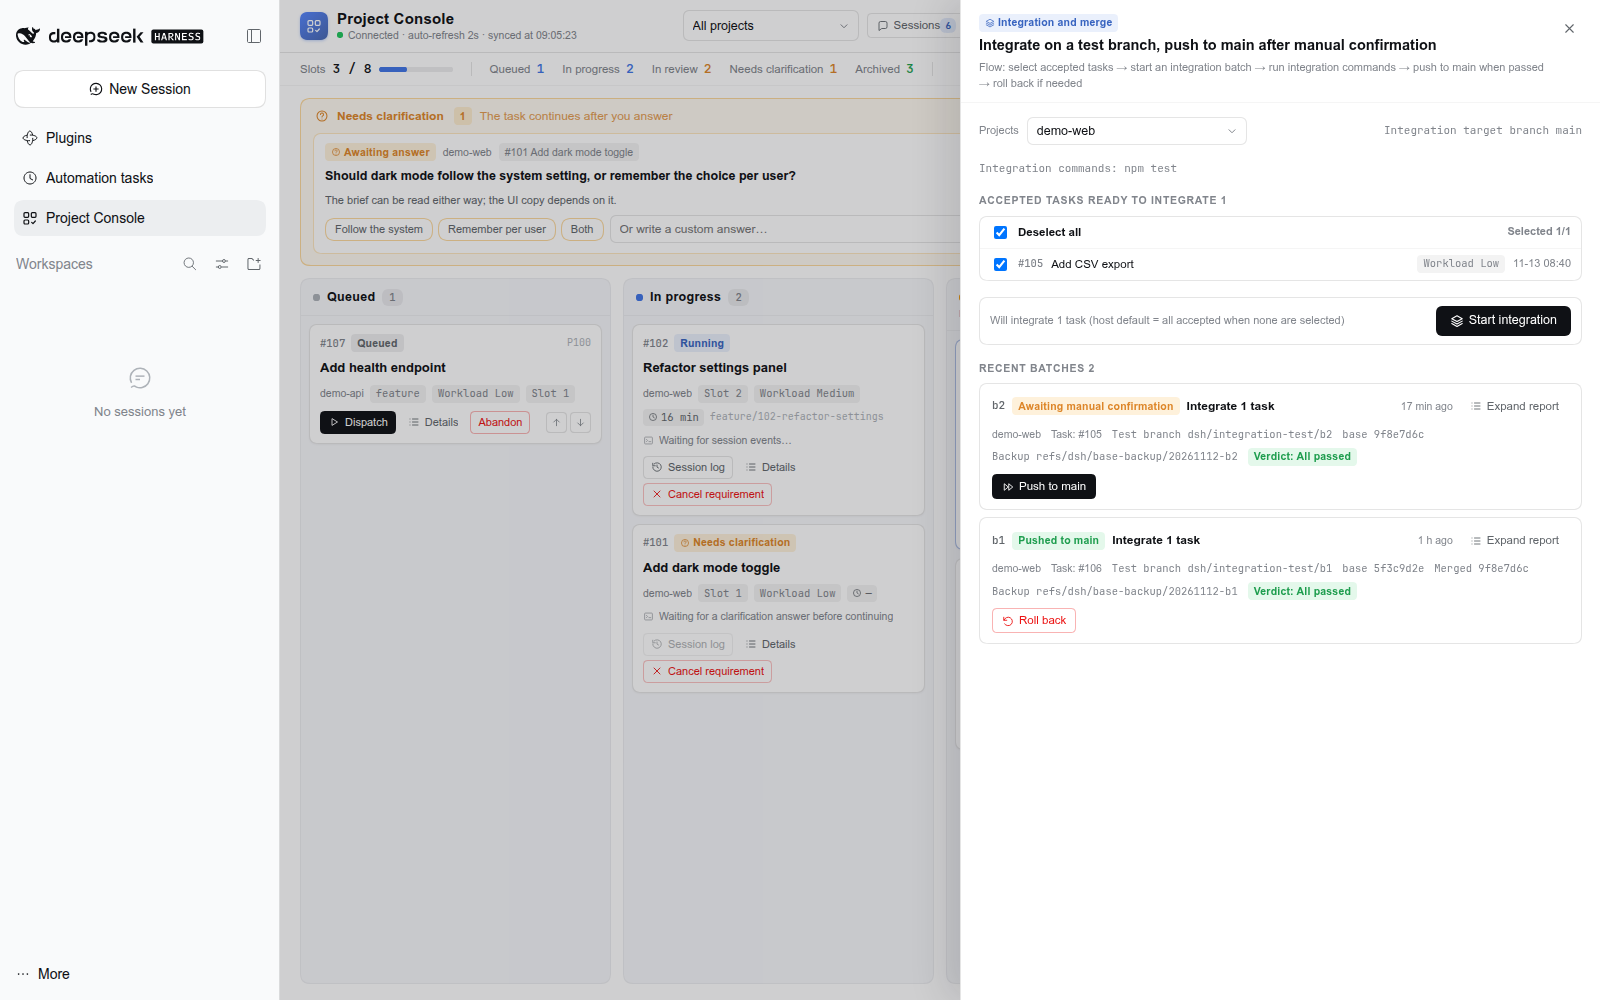 deepseek HARNESS
New Session
Plugins
Automation tasks
Project Console
Workspaces
No sessions yet
More
Project Console
Connected · auto-refresh 2s · synced at 09:05:23
All projects
Sessions 6
Slots 3 / 8
Queued 1
In progress 2
In review 2
Needs clarification 1
Archived 3
Needs clarification 1 The task continues after you answer
Awaiting answer demo-web #101 Add dark mode toggle
Should dark mode follow the system setting, or remember the choice per user?
The brief can be read either way; the UI copy depends on it.
Follow the system Remember per user Both Or write a custom answer…
Queued 1
#107 Queued P100
Add health endpoint
demo-api feature Workload Low Slot 1
Dispatch Details Abandon ↑ ↓
In progress 2
#102 Running
Refactor settings panel
demo-web Slot 2 Workload Medium
16 min feature/102-refactor-settings
Waiting for session events…
Session log Details
Cancel requirement
#101 Needs clarification
Add dark mode toggle
demo-web Slot 1 Workload Low –
Waiting for a clarification answer before continuing
Session log Details
Cancel requirement
Integration and merge
Integrate on a test branch, push to main after manual confirmation
Flow: select accepted tasks → start an integration batch → run integration commands → push to main when passed
→ roll back if needed
Projects demo-web Integration target branch main
Integration commands: npm test
ACCEPTED TASKS READY TO INTEGRATE 1
Deselect all Selected 1/1
#105 Add CSV export Workload Low 11-13 08:40
Will integrate 1 task (host default = all accepted when none are selected) Start integration
RECENT BATCHES 2
b2 Awaiting manual confirmation Integrate 1 task 17 min ago Expand report
demo-web Task: #105 Test branch dsh/integration-test/b2 base 9f8e7d6c
Backup refs/dsh/base-backup/20261112-b2 Verdict: All passed
Push to main
b1 Pushed to main Integrate 1 task 1 h ago Expand report
demo-web Task: #106 Test branch dsh/integration-test/b1 base 5f3c9d2e Merged 9f8e7d6c
Backup refs/dsh/base-backup/20261112-b1 Verdict: All passed
Roll back